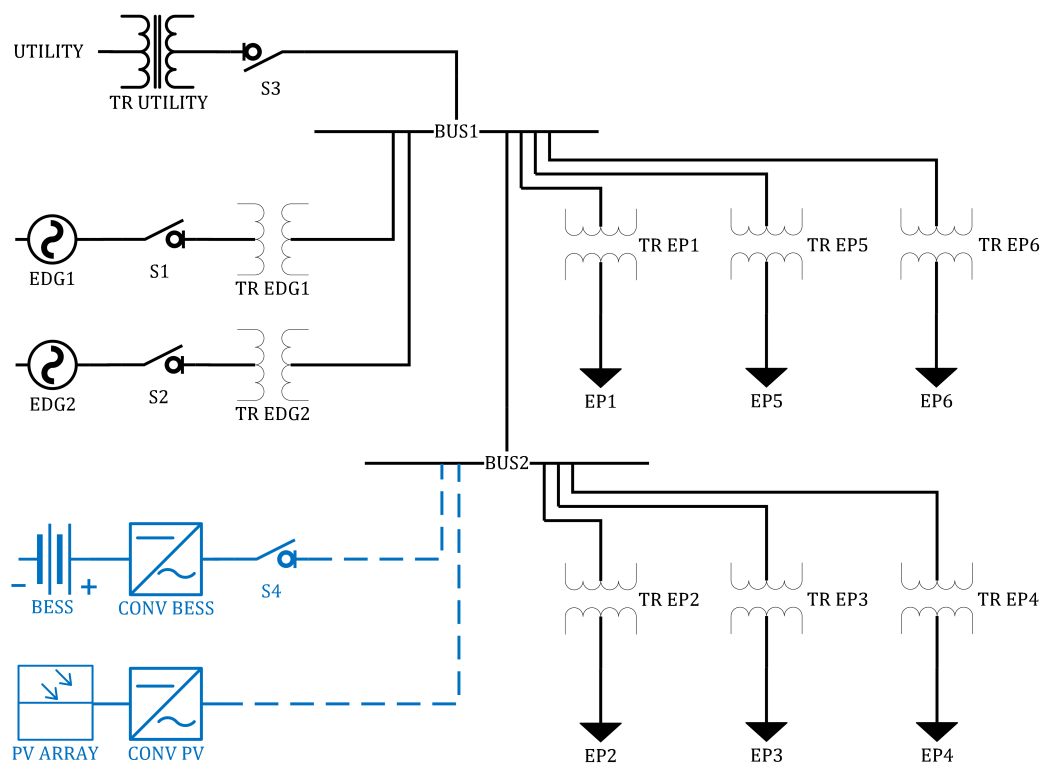 UTILITY
TR UTILITY
S3
BUS1
EDG1
S1
TR EDG1
TR EP1
TR EP5
TR EP6
EDG2
S2
TR EDG2
EP1
EP5
EP6
BUS2
− +
BESS
CONV BESS
S4
TR EP2
TR EP3
TR EP4
PV ARRAY
CONV PV
EP2
EP3
EP4